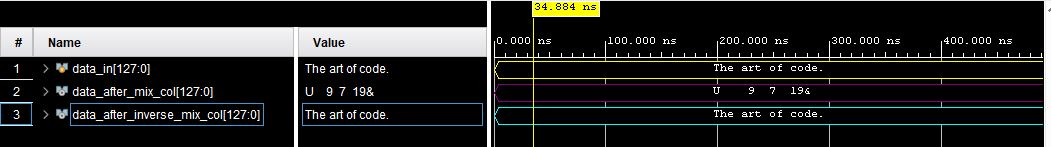 34.884 ns
# Name Value
0.000 ns 100.000 ns 200.000 ns 300.000 ns 400.000 ns
1 data_in[127:0] The art of code. The art of code.
2 data_after_mix_col[127:0] U 9 7 19& U 9 7 19&
3 data_after_inverse_mix_col[127:0] The art of code. The art of code.